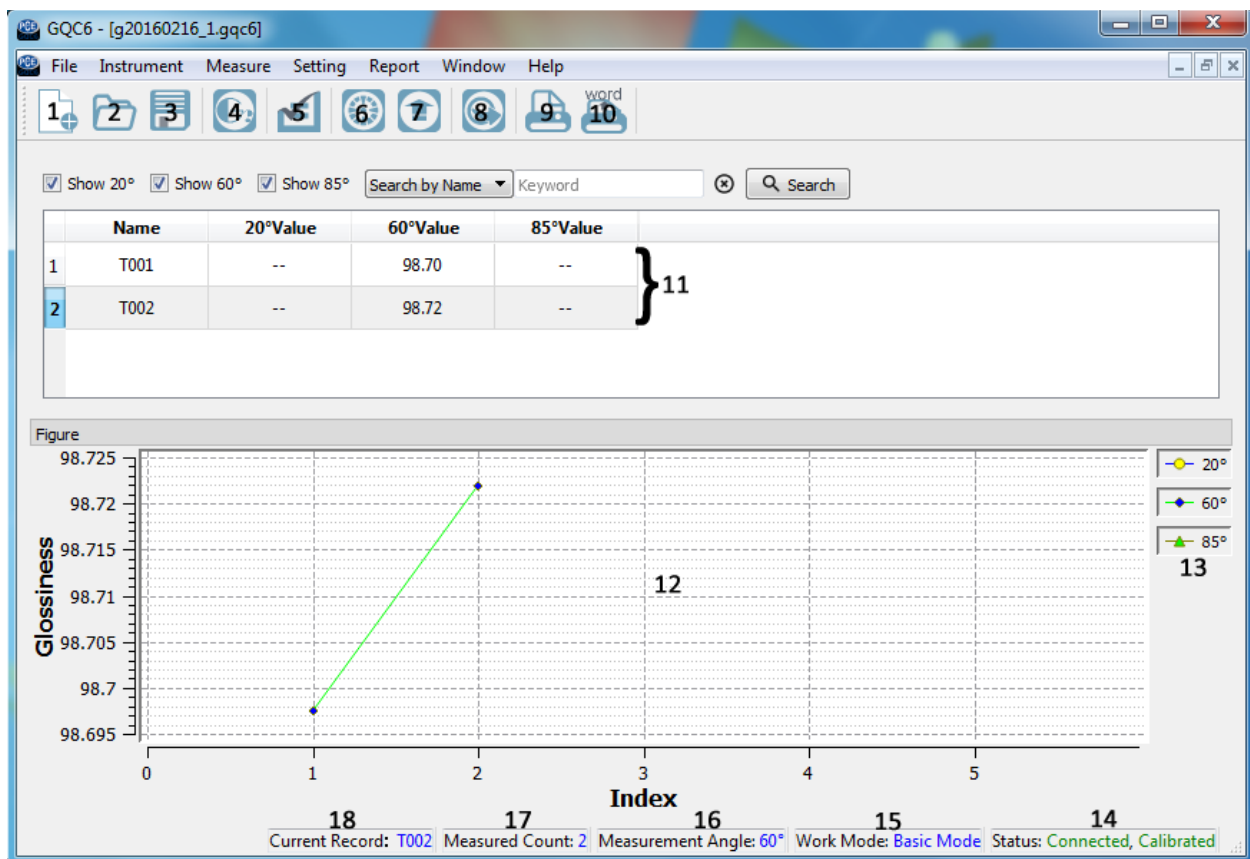 PCE GQC6 - [g20160216_1.gqc6]
PCE File Instrument Measure Setting Report Window Help
1 2 3 4 5 6 7 8 9 word 10
Show 20° Show 60° Show 85° Search by Name Keyword Search
Name 20°Value 60°Value 85°Value
1 T001 -- 98.70 --
2 T002 -- 98.72 --
11
Figure
98.725
98.72
98.715
98.71
98.705
98.7
98.695
Glossiness
12
20°
60°
85°
13
0 1 2 3 4 5
Index
18 17 16 15 14
Current Record: T002 Measured Count: 2 Measurement Angle: 60° Work Mode: Basic Mode Status: Connected, Calibrated